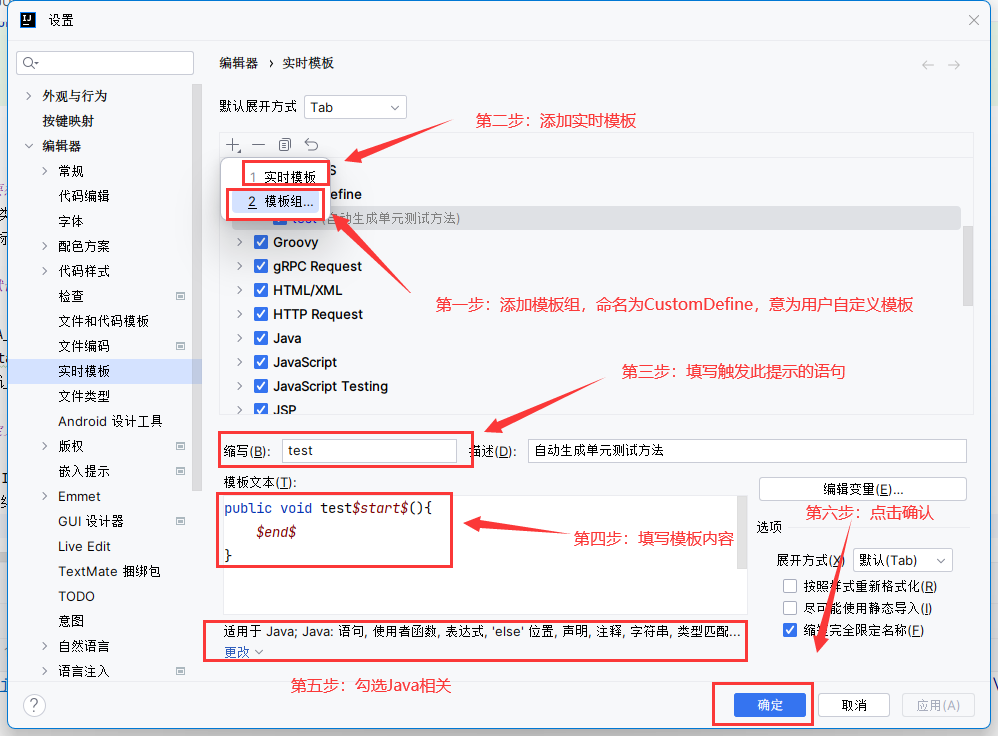 设置
编辑器 › 实时模板
外观与行为
按键映射
编辑器
常规
代码编辑
字体
配色方案
代码样式
检查
文件和代码模板
文件编码
实时模板
文件类型
Android 设计工具
版权
嵌入提示
Emmet
GUI 设计器
Live Edit
TextMate 捆绑包
TODO
意图
自然语言
语言注入
默认展开方式 Tab
第二步：添加实时模板
1 实时模板
2 模板组...
efine
(自动生成单元测试方法)
Groovy
gRPC Request
HTML/XML
HTTP Request
Java
JavaScript
JavaScript Testing
JSP
第一步：添加模板组，命名为CustomDefine，意为用户自定义模板
第三步：填写触发此提示的语句
缩写(B): test
描述(D): 自动生成单元测试方法
模板文本(T):
public void test$start$(){
$end$
}
第四步：填写模板内容
编辑变量(E)...
第六步：点击确认
选项
展开方式(X) 默认(Tab)
按照样式重新格式化(R)
尽可能使用静态导入(I)
缩短完全限定名称(F)
适用于 Java; Java: 语句, 使用者函数, 表达式, 'else' 位置, 声明, 注释, 字符串, 类型匹配...
更改
第五步：勾选Java相关
?
确定
取消
应用(A)